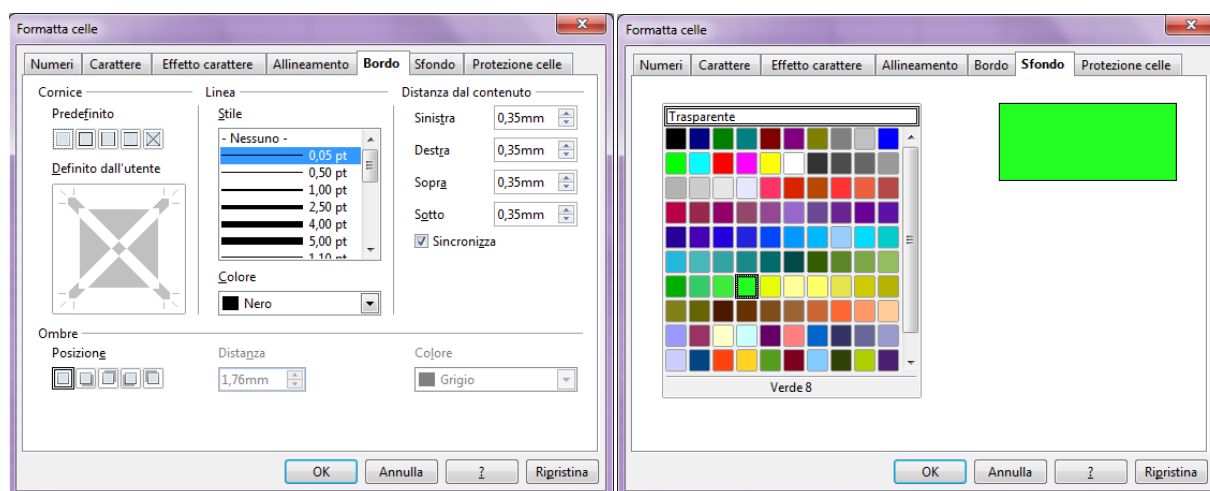 Formatta celle
Numeri Carattere Effetto carattere Allineamento Bordo Sfondo Protezione celle
Cornice
Predefinito
Definito dall'utente
Linea
Stile
- Nessuno -
0,05 pt
0,50 pt
1,00 pt
2,50 pt
4,00 pt
5,00 pt
1,10 pt
Colore
Nero
Distanza dal contenuto
Sinistra 0,35mm
Destra 0,35mm
Sopra 0,35mm
Sotto 0,35mm
Sincronizza
Ombre
Posizione
Distanza
1,76mm
Colore
Grigio
OK Annulla ? Ripristina
Formatta celle
Numeri Carattere Effetto carattere Allineamento Bordo Sfondo Protezione celle
Trasparente
Verde 8
OK Annulla ? Ripristina